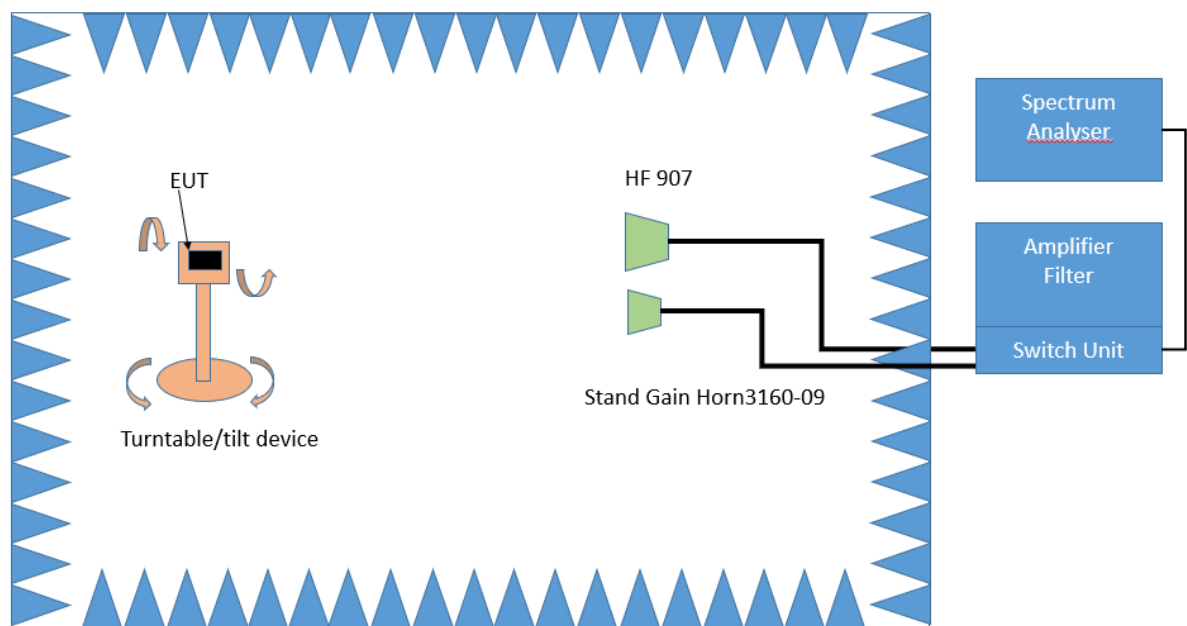 Spectrum
Analyser
EUT
HF 907
Amplifier
Filter
Switch Unit
Stand Gain Horn3160-09
Turntable/tilt device